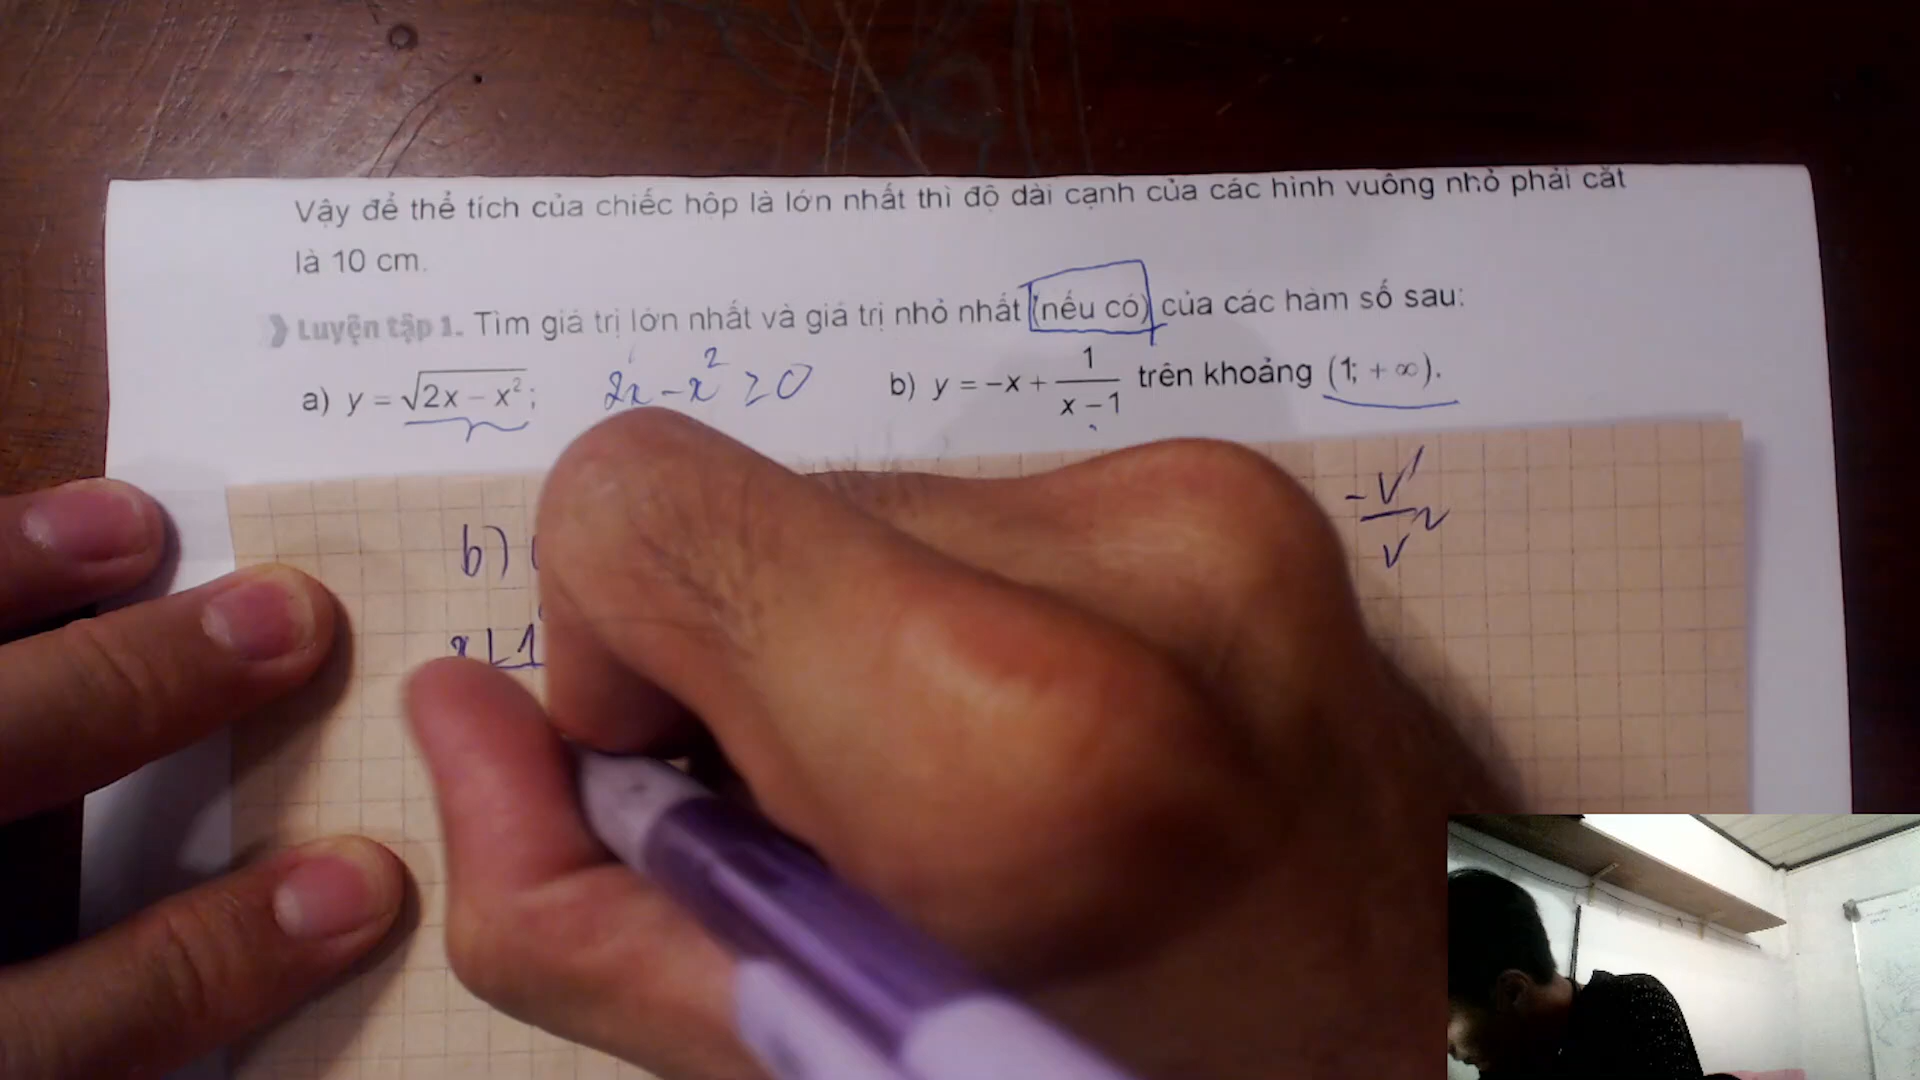 Vậy để thể tích của chiếc hộp là lớn nhất thì độ dài cạnh của các hình vuông nhỏ phải cắt
là 10 cm.
Luyện tập 1. Tìm giá trị lớn nhất và giá trị nhỏ nhất (nếu có) của các hàm số sau:
a) y = √(2x − x²); 2x − x² ≥ 0 b) y = −x + 1/(x − 1) trên khoảng (1; + ∞).
b) -v'/v²
x | 1